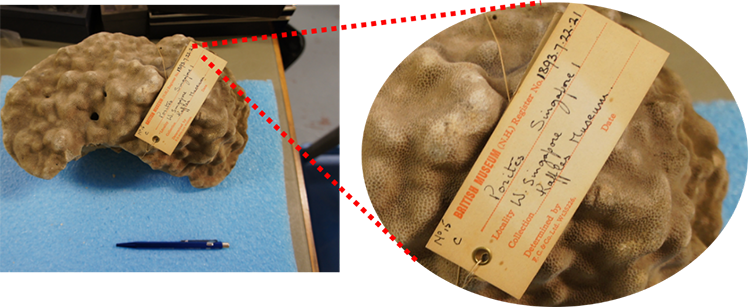 BRITISH MUSEUM (N.H.) Register No. 1893.7.22.21
Porites Singapore 1
Locality W. Singapore
Collection Raffles Museum
Determined by Date
No. 15
C